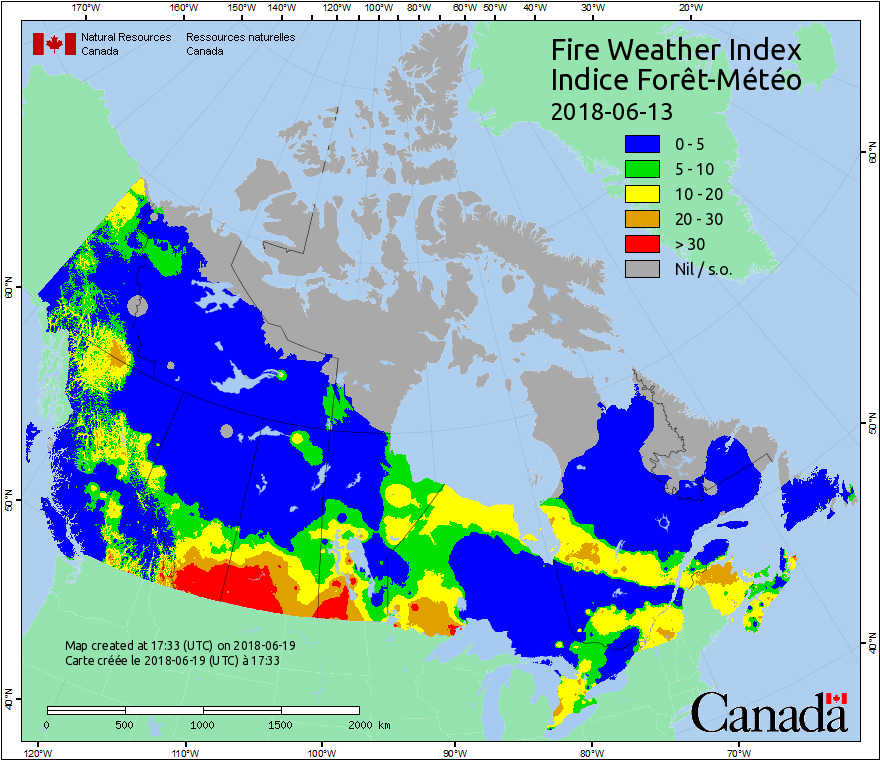 170°W 160°W 150°W 140°W 120°W 100°W 80°W 60°W 50°W 40°W 30°W 20°W
Natural Resources Ressources naturelles
Canada Canada
Fire Weather Index
Indice Forêt-Météo
2018-06-13
0 - 5
5 - 10
10 - 20
20 - 30
> 30
Nil / s.o.
60°N
60°N
50°N
50°N
40°N
40°N
Map created at 17:33 (UTC) on 2018-06-19
Carte créée le 2018-06-19 (UTC) à 17:33
0 500 1000 1500 2000 km
Canada
120°W 110°W 100°W 90°W 80°W 70°W